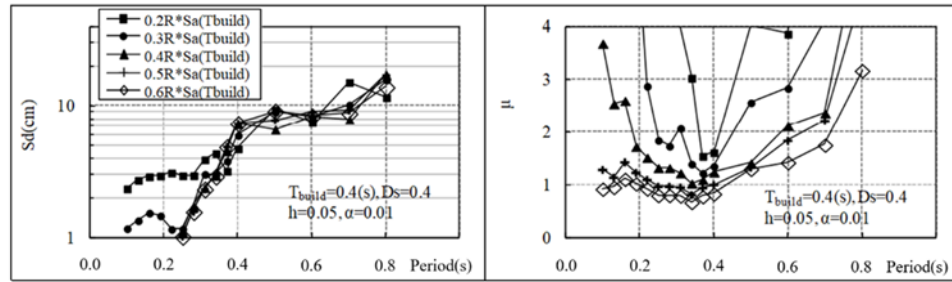 0.2R*Sa(Tbuild)
0.3R*Sa(Tbuild)
0.4R*Sa(Tbuild)
0.5R*Sa(Tbuild)
0.6R*Sa(Tbuild)
Sd(cm)
10
1
T_build=0.4(s), Ds=0.4
h=0.05, α=0.01
0.0 0.2 0.4 0.6 0.8 Period(s)
μ
4
3
2
1
0
T_build=0.4(s), Ds=0.4
h=0.05, α=0.01
0.0 0.2 0.4 0.6 0.8 Period(s)